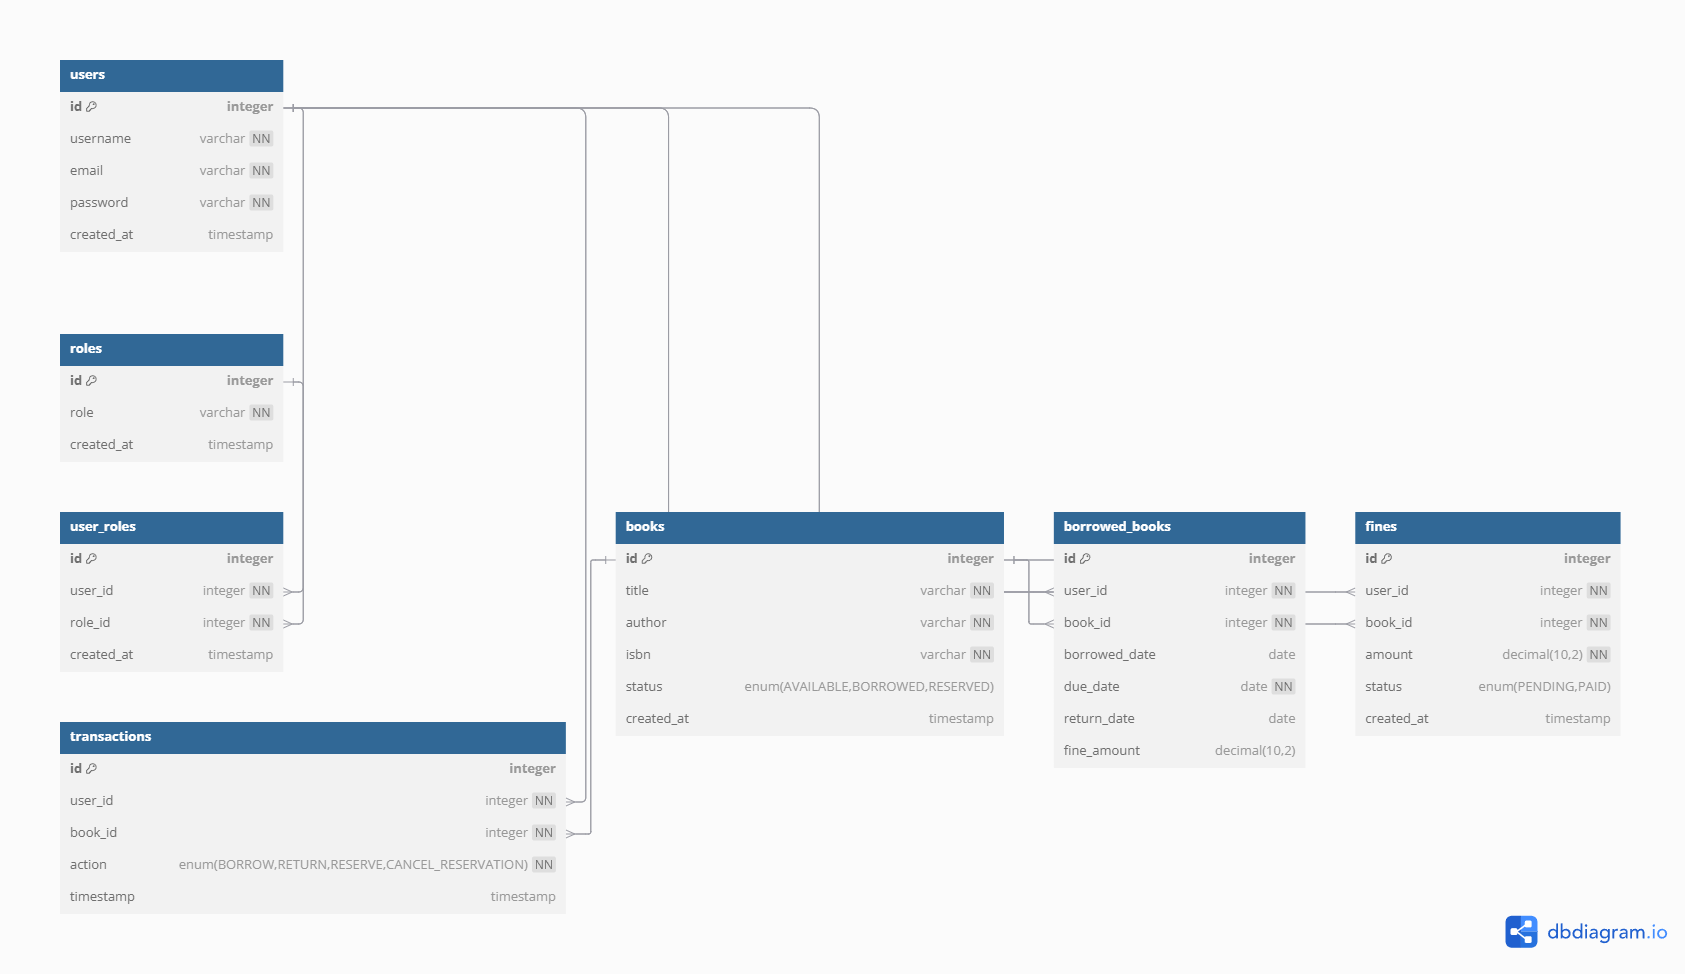 users
id integer
username varchar NN
email varchar NN
password varchar NN
created_at timestamp
roles
id integer
role varchar NN
created_at timestamp
user_roles
id integer
user_id integer NN
role_id integer NN
created_at timestamp
transactions
id integer
user_id integer NN
book_id integer NN
action enum(BORROW,RETURN,RESERVE,CANCEL_RESERVATION) NN
timestamp timestamp
books
id integer
title varchar NN
author varchar NN
isbn varchar NN
status enum(AVAILABLE,BORROWED,RESERVED)
created_at timestamp
borrowed_books
id integer
user_id integer NN
book_id integer NN
borrowed_date date
due_date date NN
return_date date
fine_amount decimal(10,2)
fines
id integer
user_id integer NN
book_id integer NN
amount decimal(10,2) NN
status enum(PENDING,PAID)
created_at timestamp
dbdiagram.io